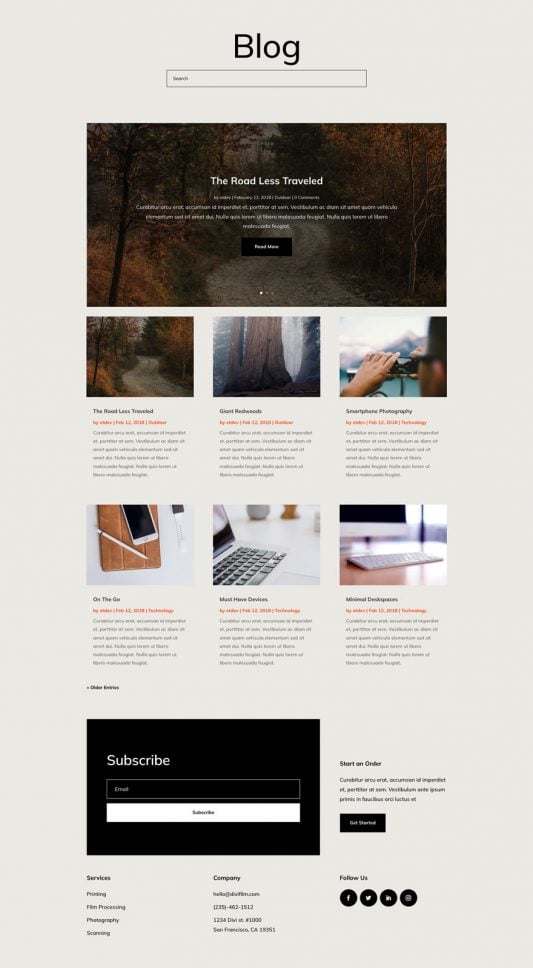 Blog
Search
The Road Less Traveled
by etdev | February 12, 2018 | Outdoor | 0 Comments
Curabitur arcu erat, accumsan id imperdiet et, porttitor at sem. Vestibulum ac diam sit amet quam vehicula
elementum sed sit amet dui. Nulla quis lorem ut libero malesuada feugiat. Nulla quis lorem ut libero
malesuada feugiat.
Read More
The Road Less Traveled
by etdev | Feb 12, 2018 | Outdoor
Curabitur arcu erat, accumsan id imperdiet
et, porttitor at sem. Vestibulum ac diam sit
amet quam vehicula elementum sed sit
amet dui. Nulla quis lorem ut libero
malesuada feugiat. Nulla quis lorem ut
libero malesuada feugiat.
Giant Redwoods
by etdev | Feb 12, 2018 | Outdoor
Curabitur arcu erat, accumsan id imperdiet
et, porttitor at sem. Vestibulum ac diam sit
amet quam vehicula elementum sed sit
amet dui. Nulla quis lorem ut libero
malesuada feugiat. Nulla quis lorem ut
libero malesuada feugiat.
Smartphone Photography
by etdev | Feb 12, 2018 | Technology
Curabitur arcu erat, accumsan id imperdiet
et, porttitor at sem. Vestibulum ac diam sit
amet quam vehicula elementum sed sit
amet dui. Nulla quis lorem ut libero
malesuada feugiat. Nulla quis lorem ut
libero malesuada feugiat.
On The Go
by etdev | Feb 12, 2018 | Technology
Curabitur arcu erat, accumsan id imperdiet
et, porttitor at sem. Vestibulum ac diam sit
amet quam vehicula elementum sed sit
amet dui. Nulla quis lorem ut libero
malesuada feugiat. Nulla quis lorem ut
libero malesuada feugiat.
Must Have Devices
by etdev | Feb 12, 2018 | Technology
Curabitur arcu erat, accumsan id imperdiet
et, porttitor at sem. Vestibulum ac diam sit
amet quam vehicula elementum sed sit
amet dui. Nulla quis lorem ut libero
malesuada feugiat. Nulla quis lorem ut
libero malesuada feugiat.
Minimal Deskspaces
by etdev | Feb 12, 2018 | Technology
Curabitur arcu erat, accumsan id imperdiet
et, porttitor at sem. Vestibulum ac diam sit
amet quam vehicula elementum sed sit
amet dui. Nulla quis lorem ut libero
malesuada feugiat. Nulla quis lorem ut
libero malesuada feugiat.
« Older Entries
Subscribe
Email
Subscribe
Start an Order
Curabitur arcu erat, accumsan id imperdiet
et, porttitor at sem. Vestibulum ante ipsum
primis in faucibus orci luctus et
Get Started
Services
Printing
Film Processing
Photography
Scanning
Company
hello@divifilm.com
(235)-462-1512
1234 Divi st. #1000
San Francisco, CA 19351
Follow Us